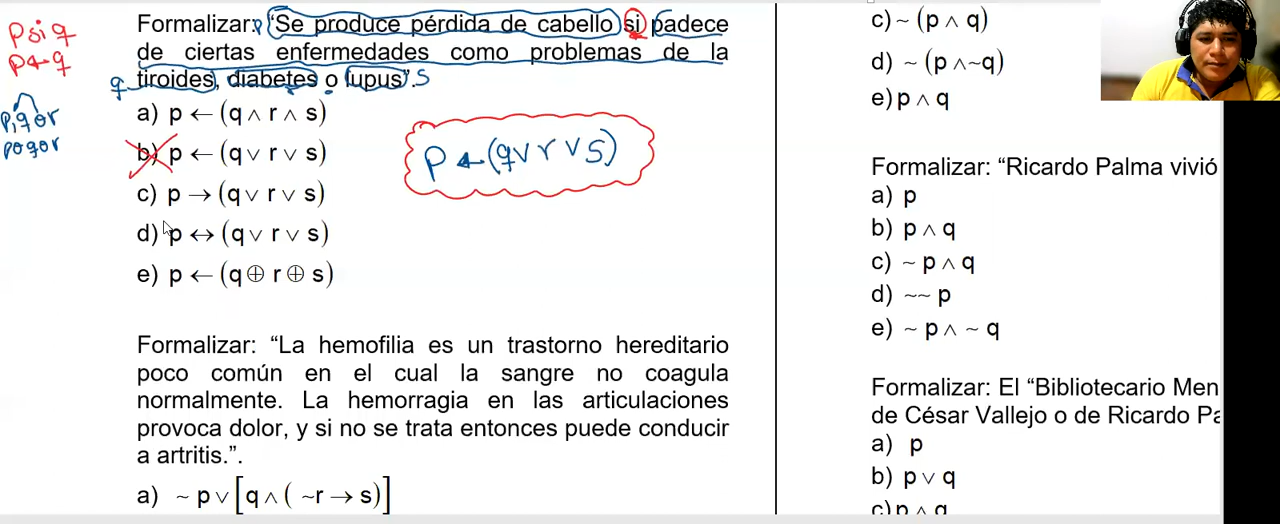 Formalizar: p "Se produce pérdida de cabello si padece
de ciertas enfermedades como problemas de la
q tiroides, diabetes o lupus". s
p si q
p ← q
p, q o r
p o q o r
a) p ← (q ∧ r ∧ s)
b) p ← (q ∨ r ∨ s)
c) p → (q ∨ r ∨ s)
d) p ↔ (q ∨ r ∨ s)
e) p ← (q ⊕ r ⊕ s)
p ← (q ∨ r ∨ s)
Formalizar: “La hemofilia es un trastorno hereditario
poco común en el cual la sangre no coagula
normalmente. La hemorragia en las articulaciones
provoca dolor, y si no se trata entonces puede conducir
a artritis.”.
a) ~ p ∨ [q ∧ ( ~r → s)]
c) ~ (p ∧ q)
d) ~ (p ∧ ~q)
e) p ∧ q
Formalizar: “Ricardo Palma vivió
a) p
b) p ∧ q
c) ~ p ∧ q
d) ~~ p
e) ~ p ∧ ~ q
Formalizar: El “Bibliotecario Men
de César Vallejo o de Ricardo Pa
a) p
b) p ∨ q
c) p ∧ q